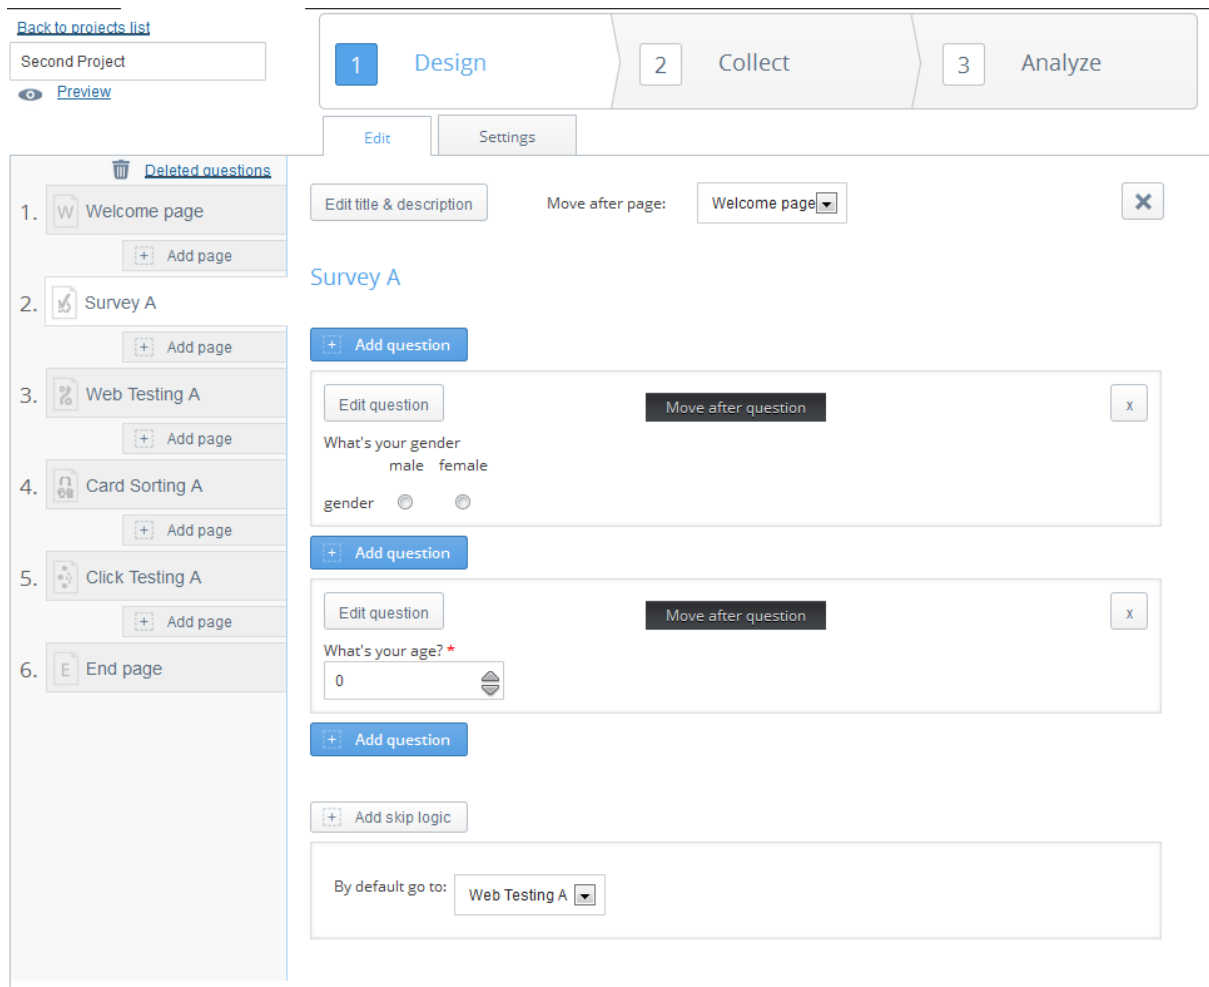 Back to projects list
Second Project
Preview
1 Design
2 Collect
3 Analyze
Edit
Settings
Deleted questions
1. W Welcome page
Add page
2. Survey A
Add page
3. Web Testing A
Add page
4. Card Sorting A
Add page
5. Click Testing A
Add page
6. E End page
Edit title & description
Move after page:
Welcome page
Survey A
Add question
Edit question
Move after question
x
What's your gender
male female
gender
Add question
Edit question
Move after question
x
What's your age? *
0
Add question
Add skip logic
By default go to:
Web Testing A